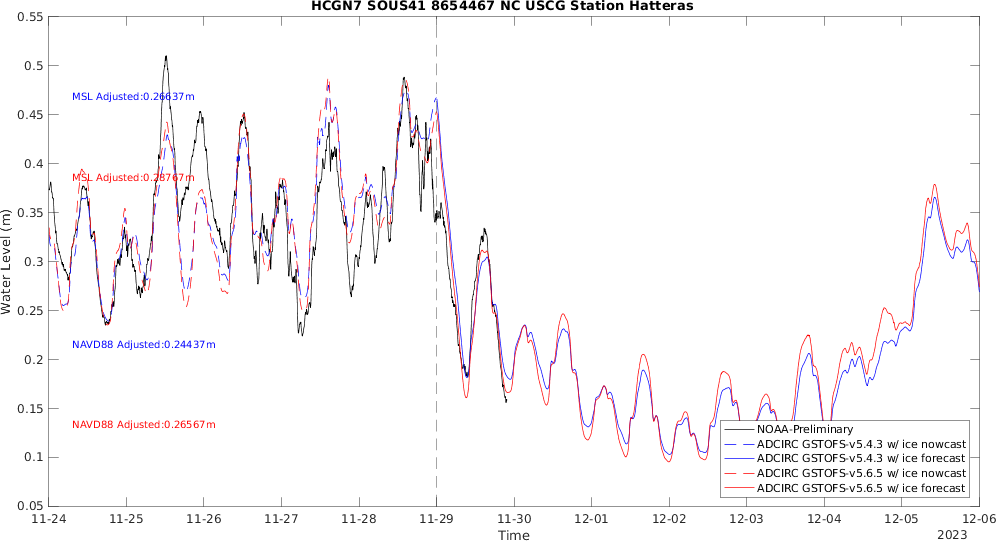 HCGN7 SOUS41 8654467 NC USCG Station Hatteras
0.55
0.5
0.45
0.4
0.35
0.3
0.25
0.2
0.15
0.1
0.05
Water Level (m)
MSL Adjusted:0.26637m
MSL Adjusted:0.28767m
NAVD88 Adjusted:0.24437m
NAVD88 Adjusted:0.26567m
NOAA-Preliminary
ADCIRC GSTOFS-v5.4.3 w/ ice nowcast
ADCIRC GSTOFS-v5.4.3 w/ ice forecast
ADCIRC GSTOFS-v5.6.5 w/ ice nowcast
ADCIRC GSTOFS-v5.6.5 w/ ice forecast
11-24 11-25 11-26 11-27 11-28 11-29 11-30 12-01 12-02 12-03 12-04 12-05 12-06
Time
2023